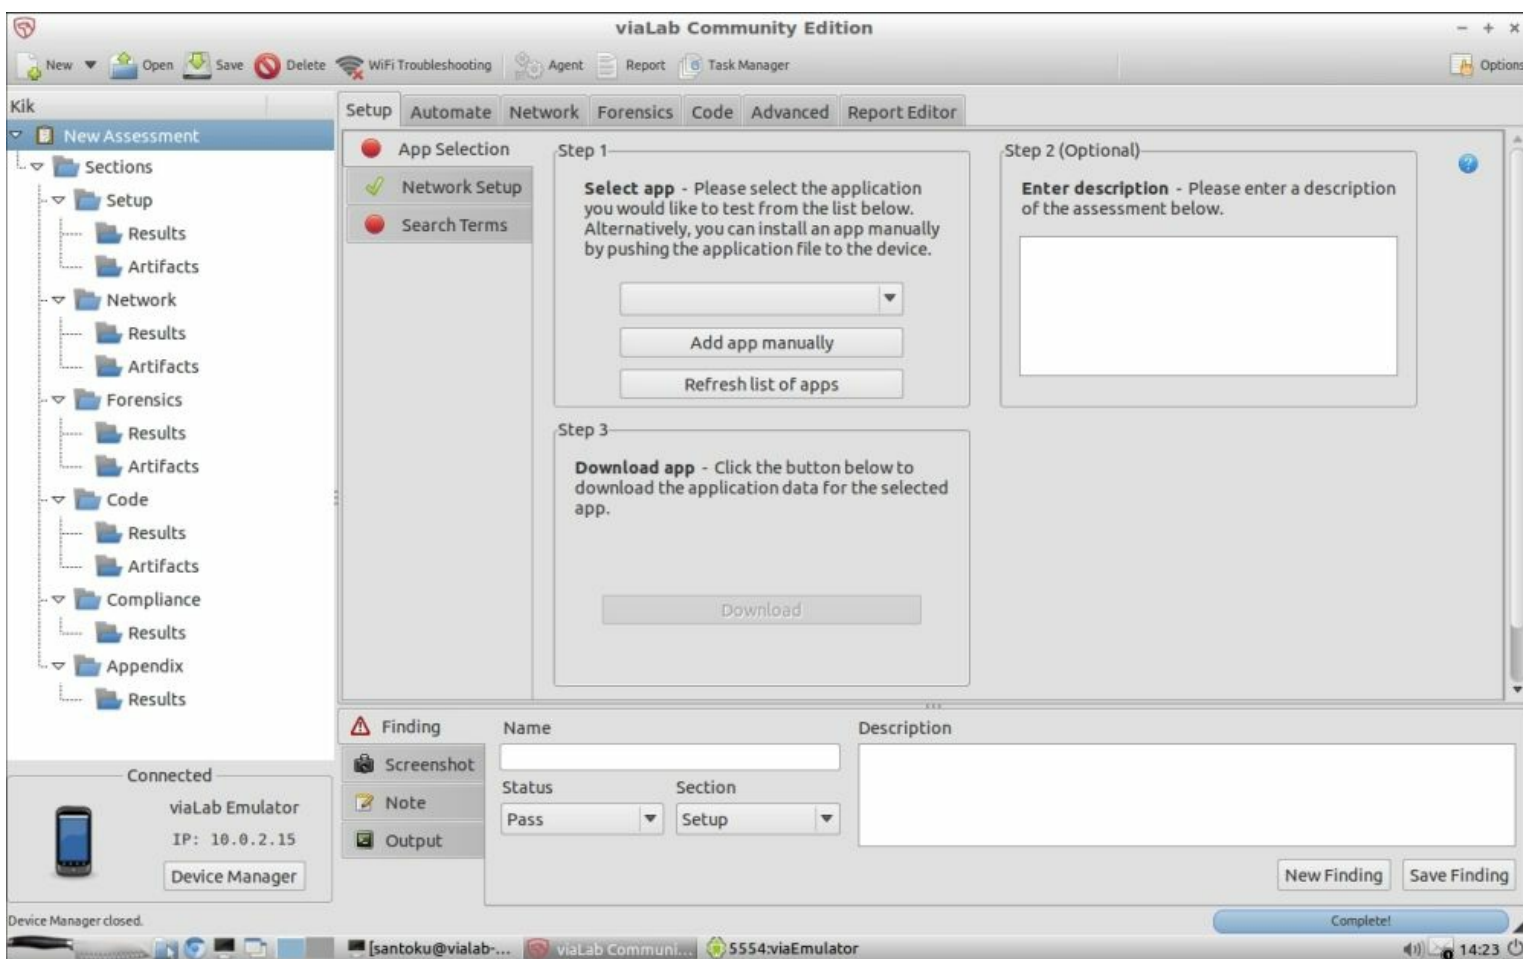 viaLab Community Edition
New Open Save Delete WiFi Troubleshooting Agent Report Task Manager Options
Kik
New Assessment
Sections
Setup
Results
Artifacts
Network
Results
Artifacts
Forensics
Results
Artifacts
Code
Results
Artifacts
Compliance
Results
Appendix
Results
Connected
viaLab Emulator
IP: 10.0.2.15
Device Manager
Setup Automate Network Forensics Code Advanced Report Editor
App Selection
Network Setup
Search Terms
Step 1
Select app - Please select the application
you would like to test from the list below.
Alternatively, you can install an app manually
by pushing the application file to the device.
Add app manually
Refresh list of apps
Step 2 (Optional)
Enter description - Please enter a description
of the assessment below.
Step 3
Download app - Click the button below to
download the application data for the selected
app.
Download
Finding
Screenshot
Note
Output
Name
Status Section
Pass Setup
Description
New Finding Save Finding
Device Manager closed.
Complete!
[santoku@vialab-... viaLab Communi... 5554:viaEmulator
14:23